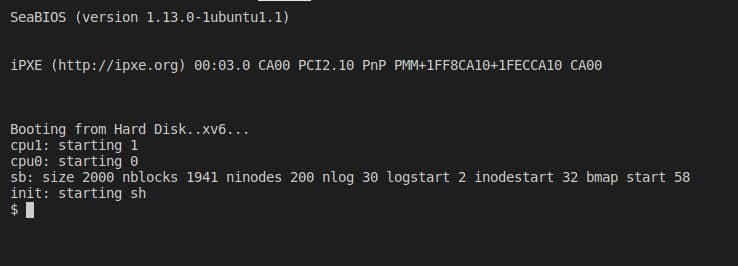 SeaBIOS (version 1.13.0-1ubuntu1.1)
iPXE (http://ipxe.org) 00:03.0 CA00 PCI2.10 PnP PMM+1FF8CA10+1FECCA10 CA00
Booting from Hard Disk..xv6...
cpu1: starting 1
cpu0: starting 0
sb: size 2000 nblocks 1941 ninodes 200 nlog 30 logstart 2 inodestart 32 bmap start 58
init: starting sh
$